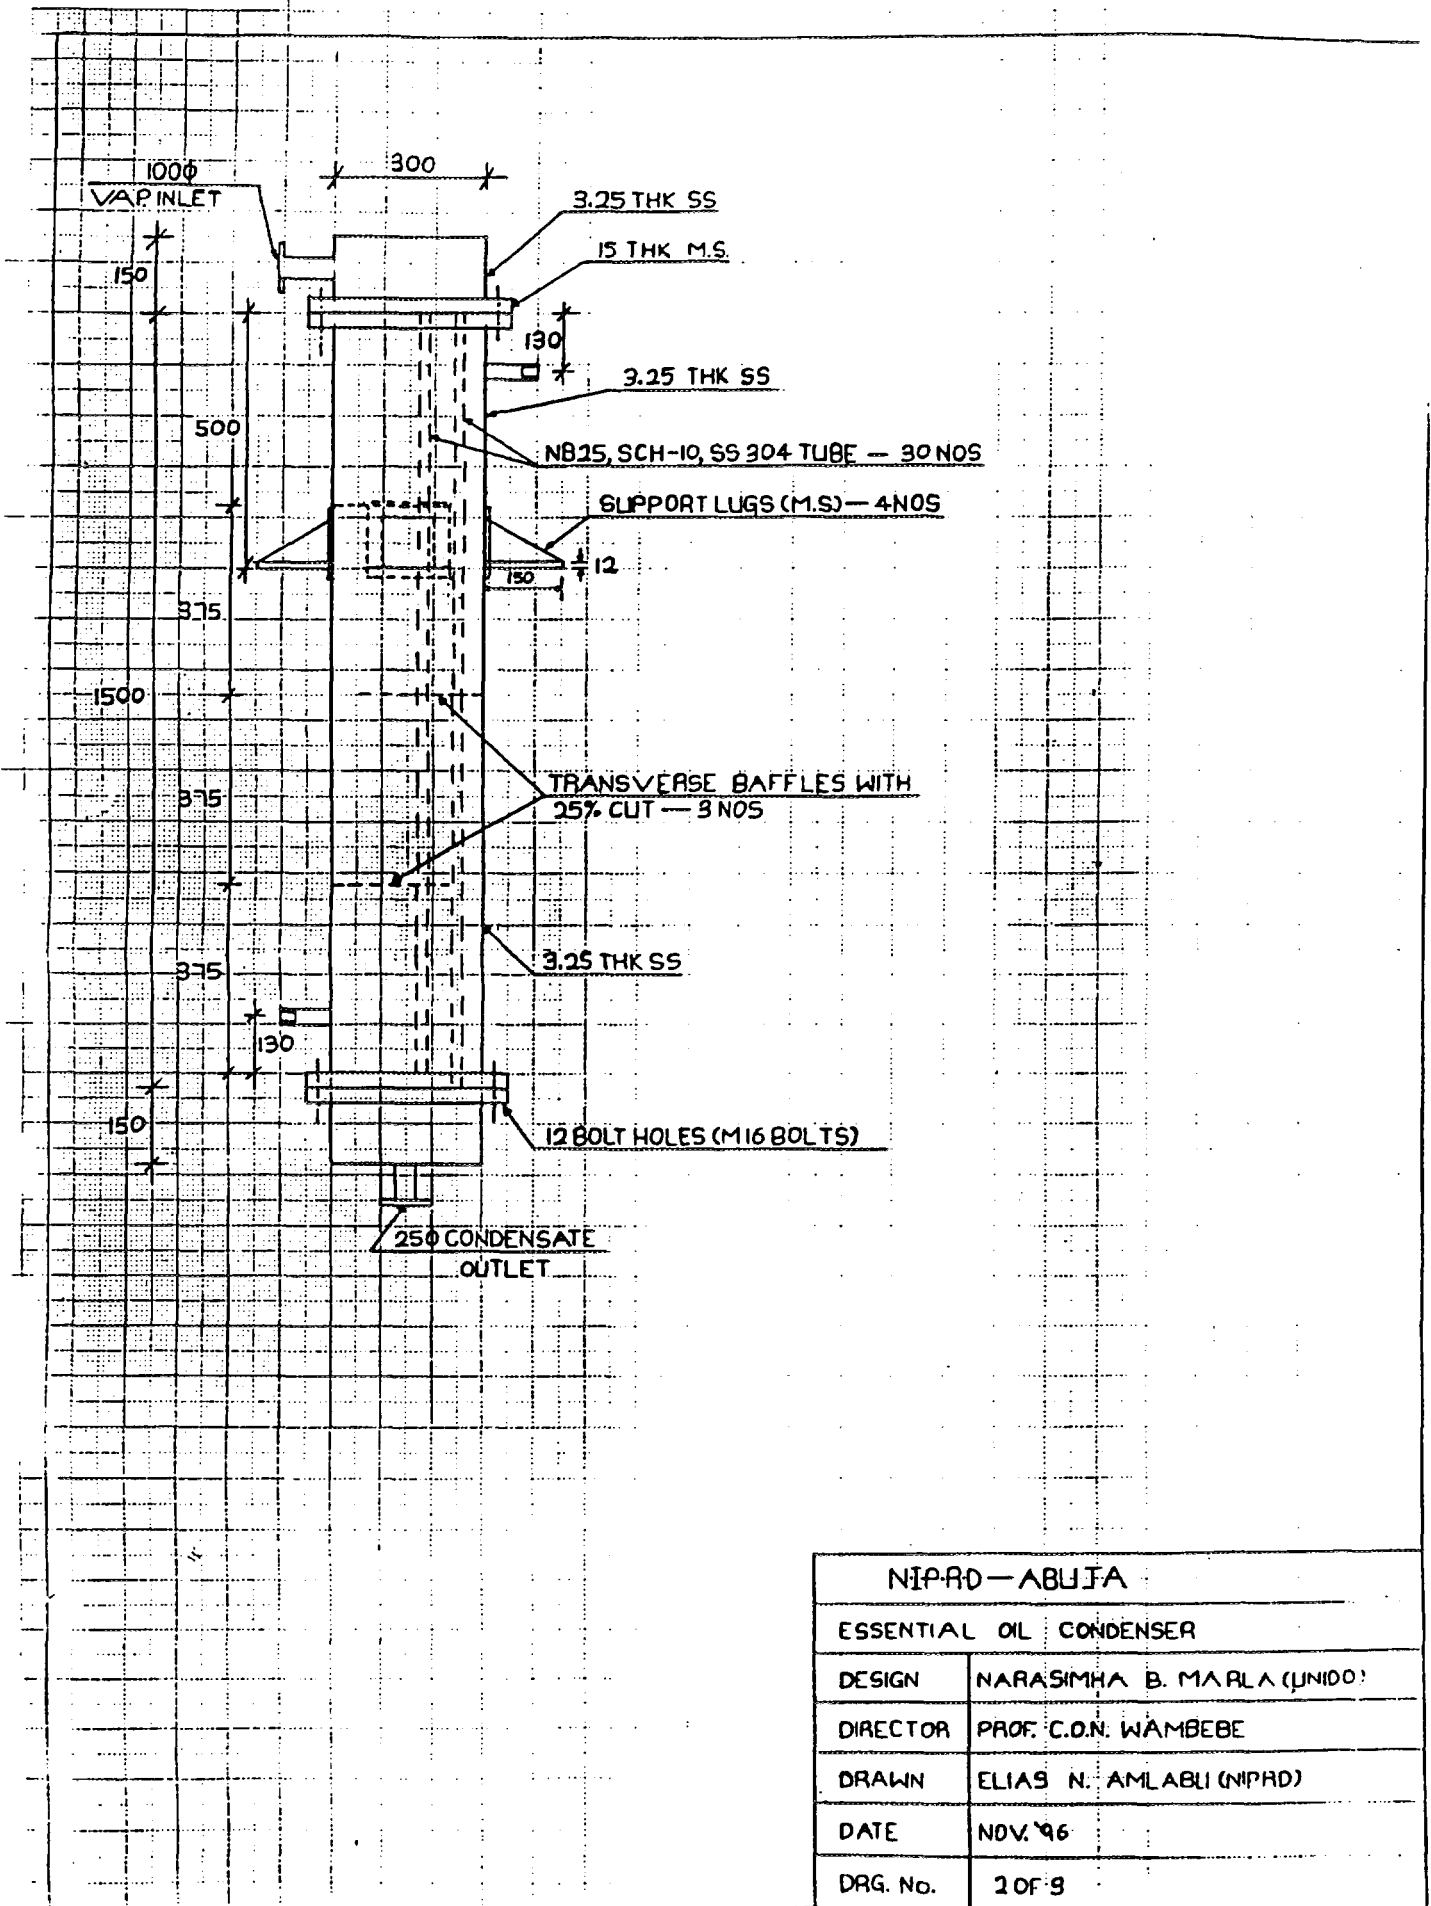 300
100ϕ
VAP. INLET
3.25 THK SS
15 THK M.S.
150
130
3.25 THK SS
500
NB25, SCH-10, SS 304 TUBE — 30 NOS
SUPPORT LUGS (M.S) — 4 NOS
12
150
375
1500
TRANSVERSE BAFFLES WITH
25% CUT — 3 NOS
375
3.25 THK SS
375
130
150
12 BOLT HOLES (M16 BOLTS)
25ϕ CONDENSATE
OUTLET
NIPRD — ABUJA
ESSENTIAL OIL CONDENSER
DESIGN NARASIMHA B. MARLA (UNIDO)
DIRECTOR PROF. C.O.N. WAMBEBE
DRAWN ELIAS N. AMLABU (NIPRD)
DATE NOV. '96
DRG. No. 2 OF 9